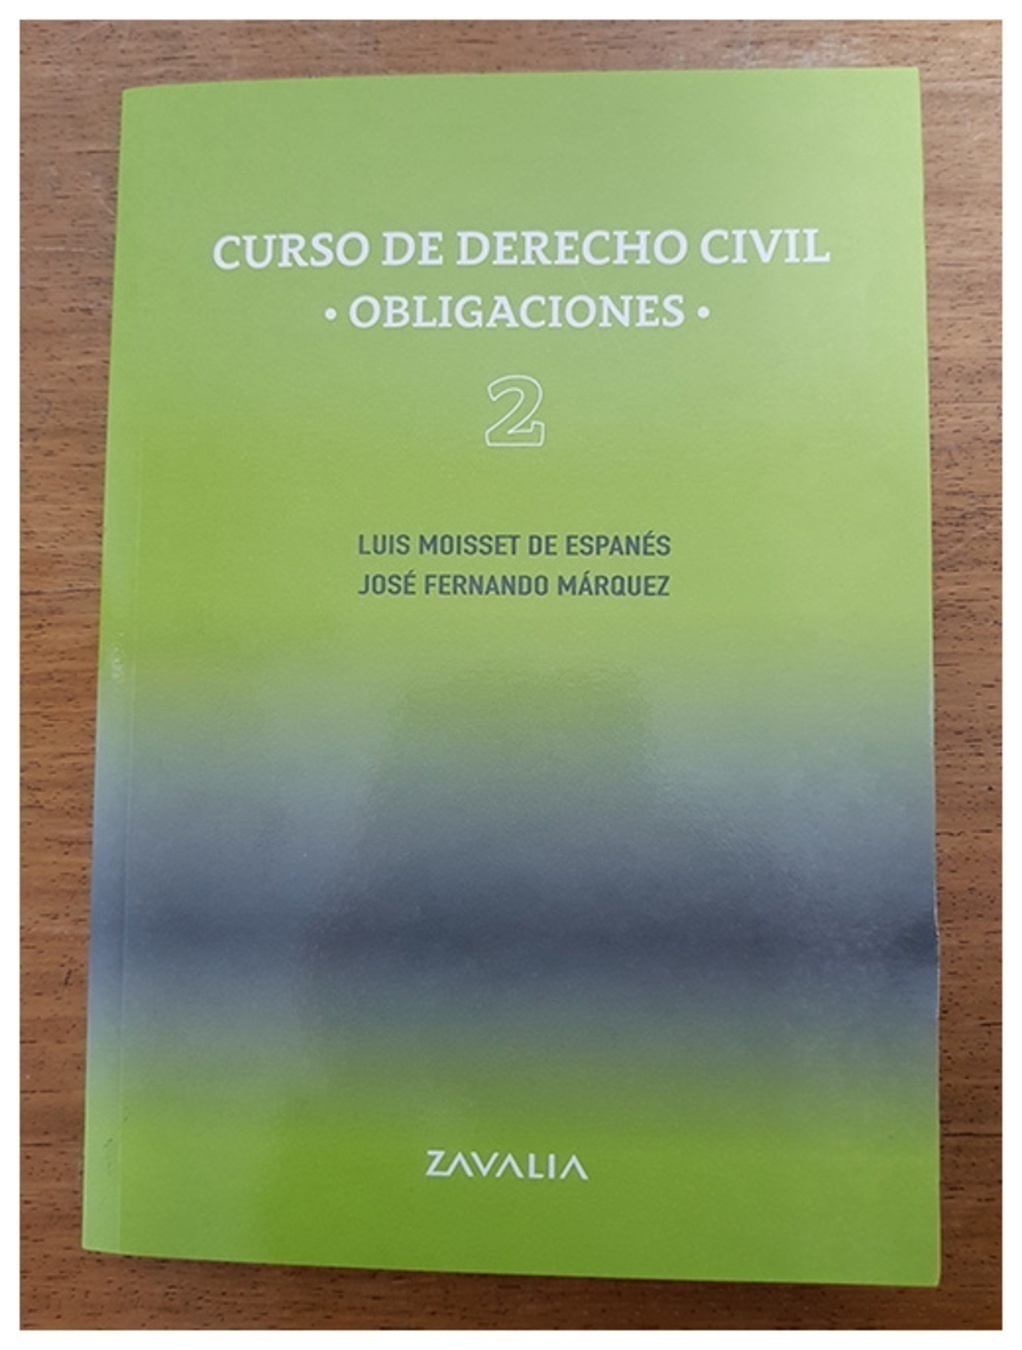 CURSO DE DERECHO CIVIL
• OBLIGACIONES •
2
LUIS MOISSET DE ESPANÉS
JOSÉ FERNANDO MÁRQUEZ
ZAVALIA